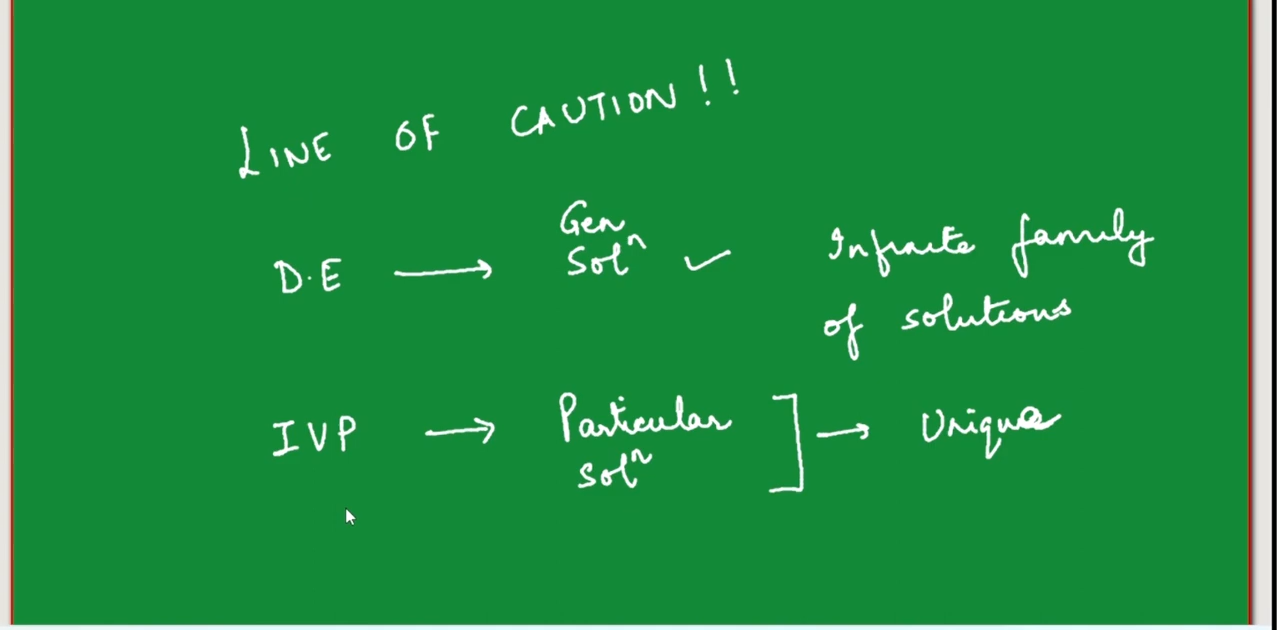 LINE OF CAUTION!!
D.E → Gen Solⁿ ✓ Infinite family
of solutions
IVP → Particular Solⁿ ] → Unique